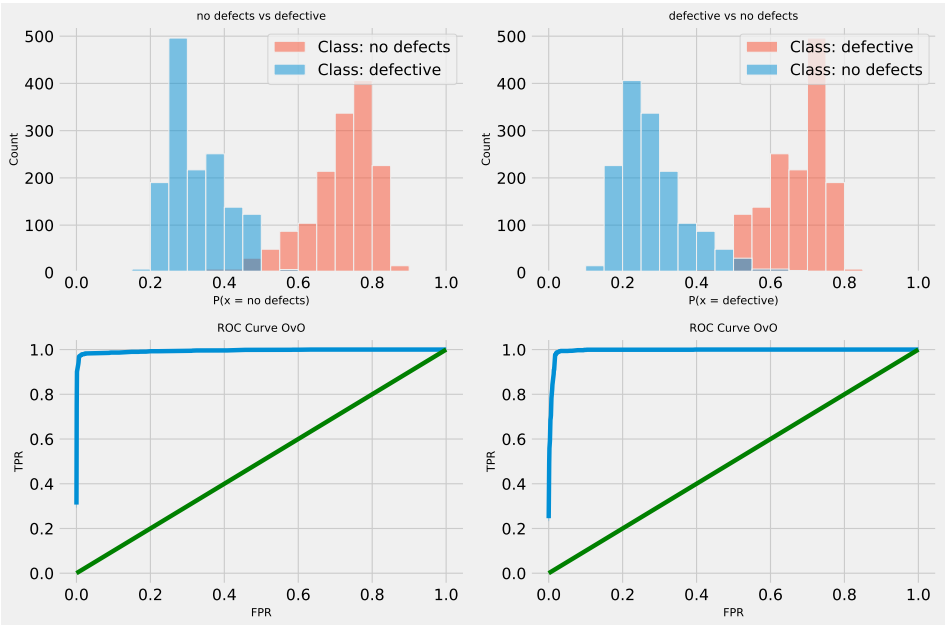 no defects vs defective
500
400
300
200
100
0
Count
Class: no defects
Class: defective
0.0 0.2 0.4 0.6 0.8 1.0
P(x = no defects)
defective vs no defects
500
400
300
200
100
0
Count
Class: defective
Class: no defects
0.0 0.2 0.4 0.6 0.8 1.0
P(x = defective)
ROC Curve OvO
1.0
0.8
0.6
0.4
0.2
0.0
TPR
0.0 0.2 0.4 0.6 0.8 1.0
FPR
ROC Curve OvO
1.0
0.8
0.6
0.4
0.2
0.0
TPR
0.0 0.2 0.4 0.6 0.8 1.0
FPR